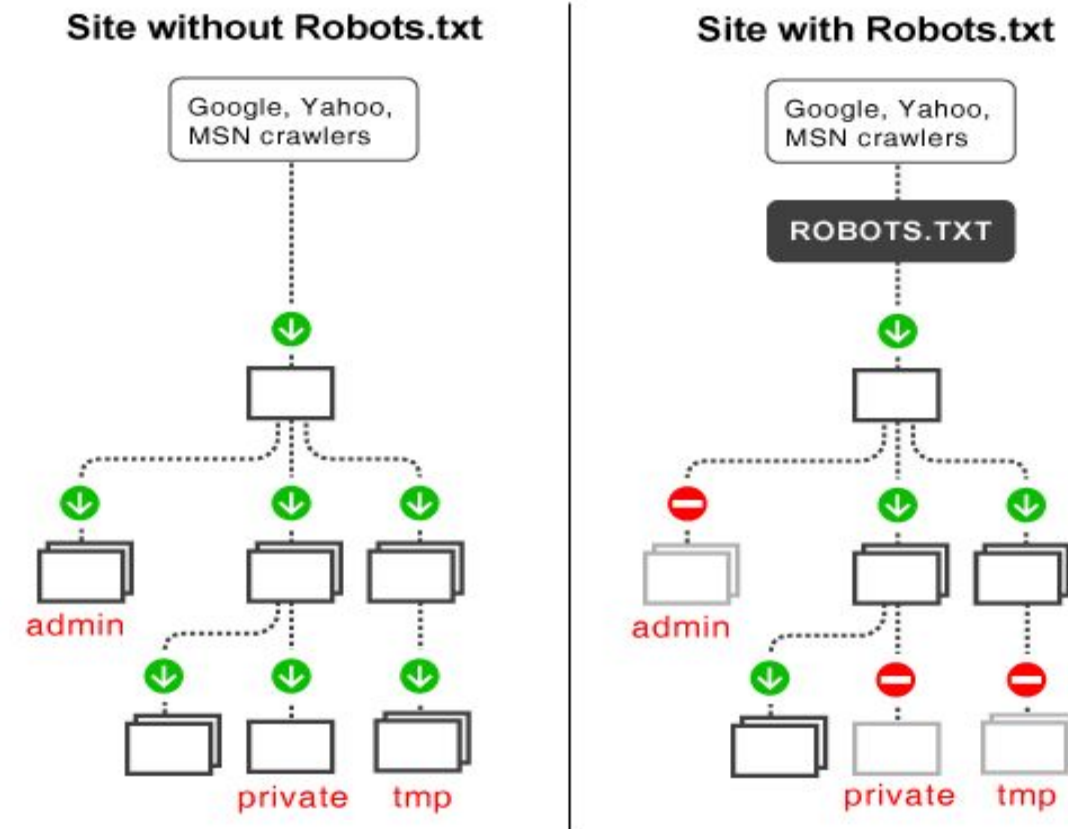 Site without Robots.txt
Google, Yahoo,
MSN crawlers
admin
private
tmp
Site with Robots.txt
Google, Yahoo,
MSN crawlers
ROBOTS.TXT
admin
private
tmp